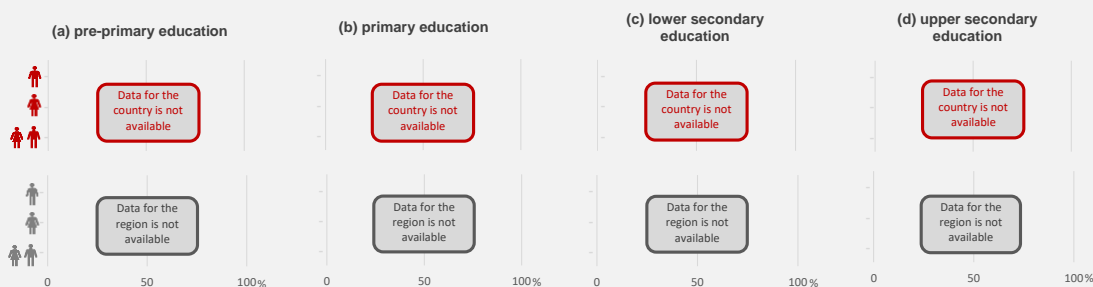 (a) pre-primary education
(b) primary education
(c) lower secondary
education
(d) upper secondary
education
Data for the
country is not
available
Data for the
country is not
available
Data for the
country is not
available
Data for the
country is not
available
Data for the
region is not
available
Data for the
region is not
available
Data for the
region is not
available
Data for the
region is not
available
0 50 100%
0 50 100%
0 50 100%
0 50 100%